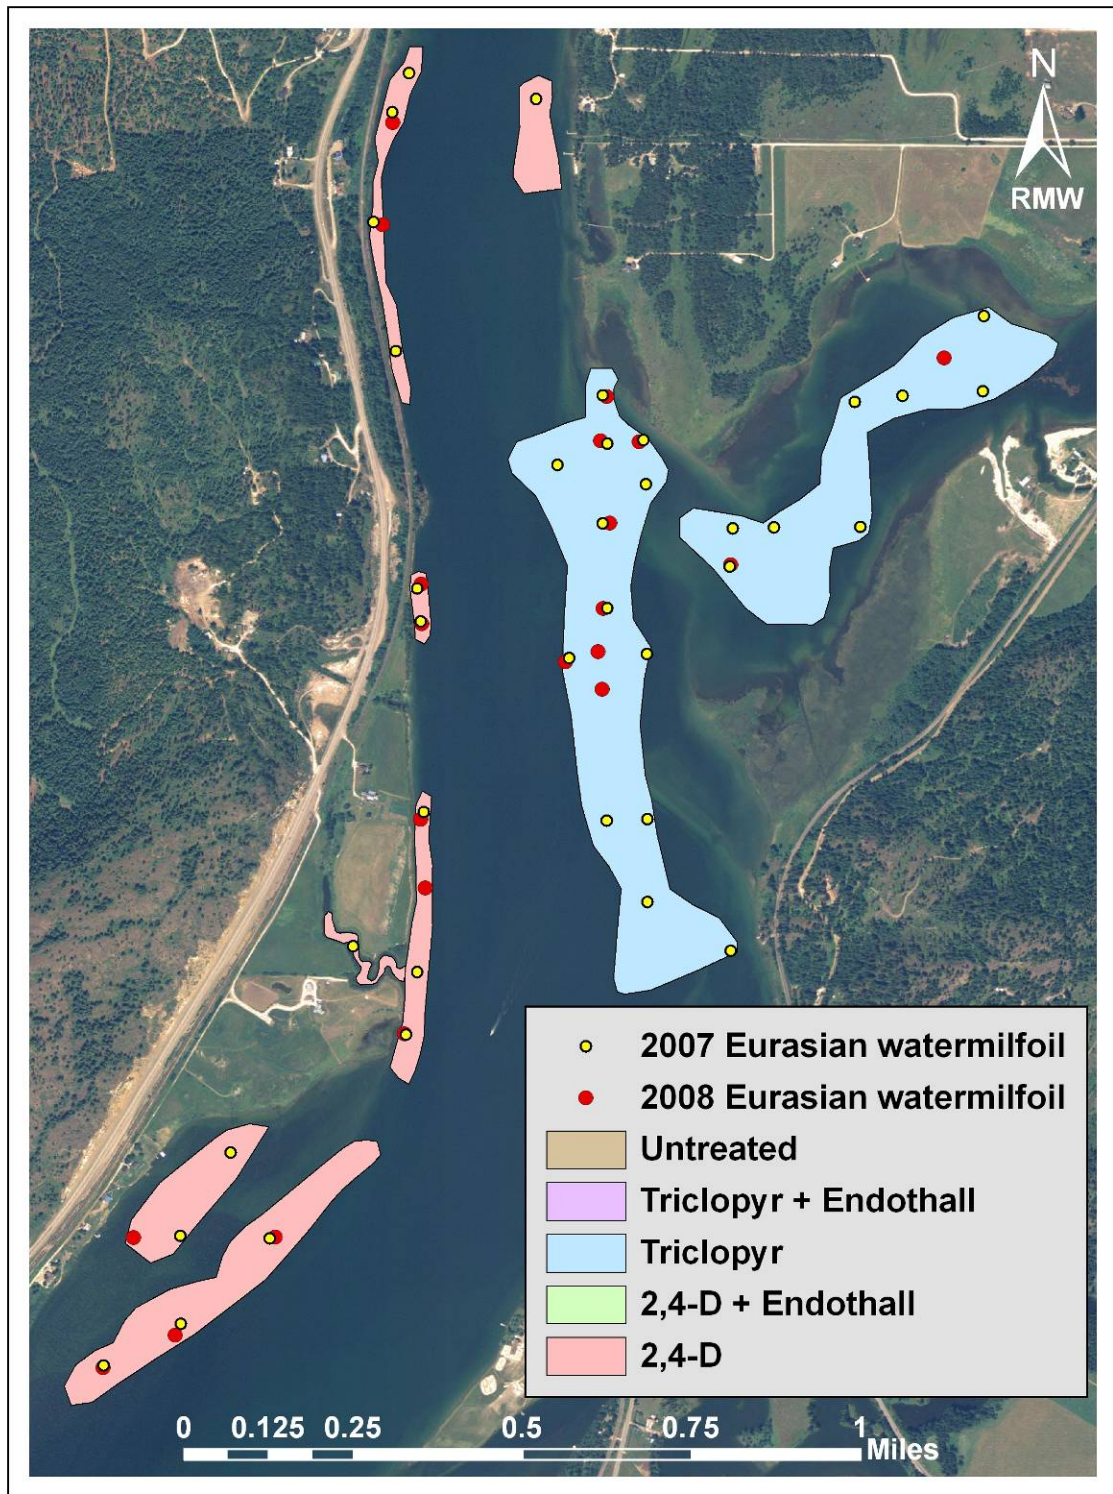 N
RMW
2007 Eurasian watermilfoil
2008 Eurasian watermilfoil
Untreated
Triclopyr + Endothall
Triclopyr
2,4-D + Endothall
2,4-D
0 0.125 0.25 0.5 0.75 1
Miles